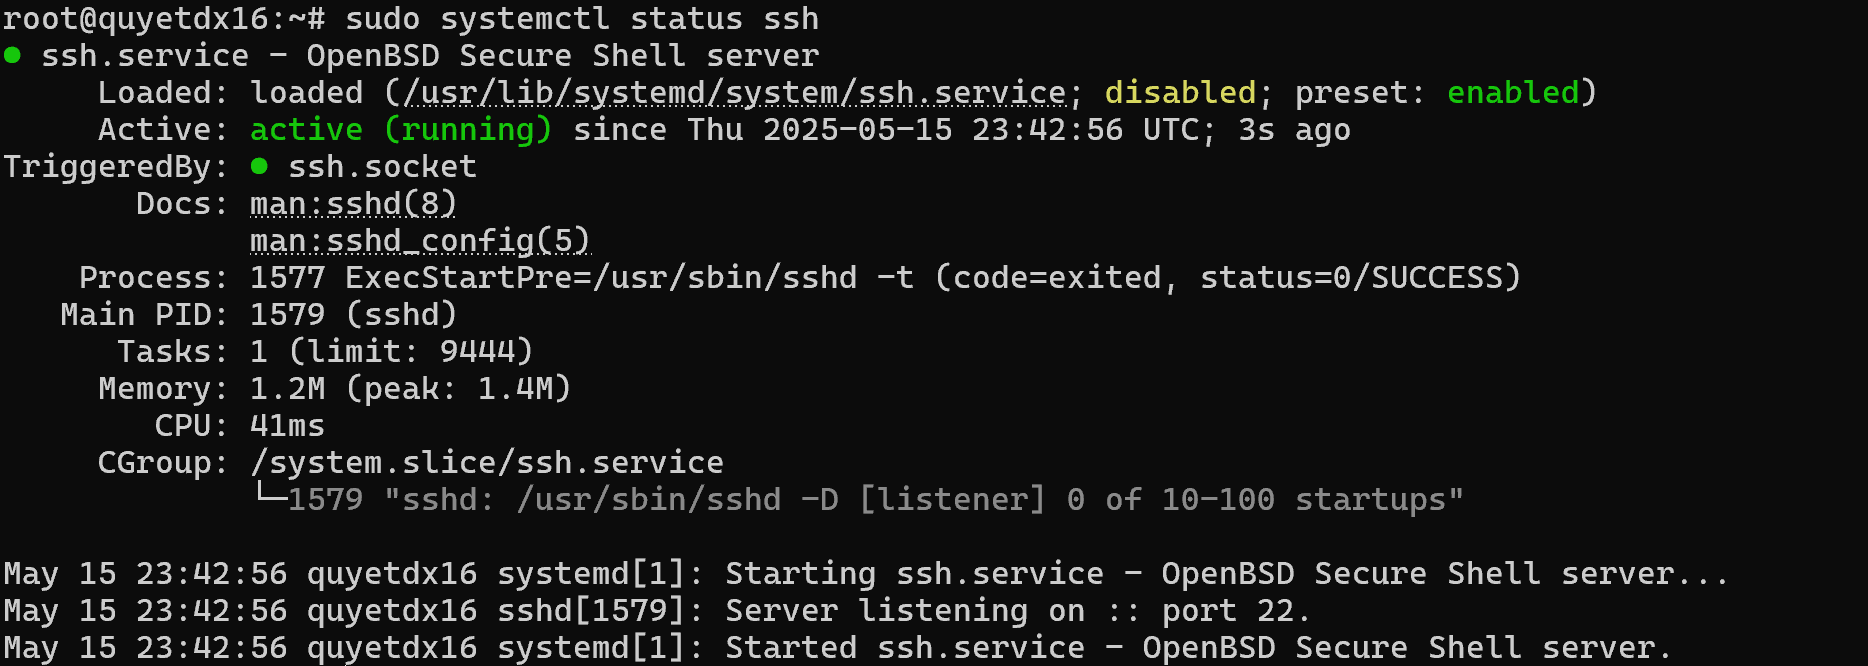 root@quyetdx16:~# sudo systemctl status ssh
● ssh.service - OpenBSD Secure Shell server
     Loaded: loaded (/usr/lib/systemd/system/ssh.service; disabled; preset: enabled)
     Active: active (running) since Thu 2025-05-15 23:42:56 UTC; 3s ago
TriggeredBy: ● ssh.socket
       Docs: man:sshd(8)
             man:sshd_config(5)
    Process: 1577 ExecStartPre=/usr/sbin/sshd -t (code=exited, status=0/SUCCESS)
   Main PID: 1579 (sshd)
      Tasks: 1 (limit: 9444)
     Memory: 1.2M (peak: 1.4M)
        CPU: 41ms
     CGroup: /system.slice/ssh.service
             └─1579 "sshd: /usr/sbin/sshd -D [listener] 0 of 10-100 startups"

May 15 23:42:56 quyetdx16 systemd[1]: Starting ssh.service - OpenBSD Secure Shell server...
May 15 23:42:56 quyetdx16 sshd[1579]: Server listening on :: port 22.
May 15 23:42:56 quyetdx16 systemd[1]: Started ssh.service - OpenBSD Secure Shell server.